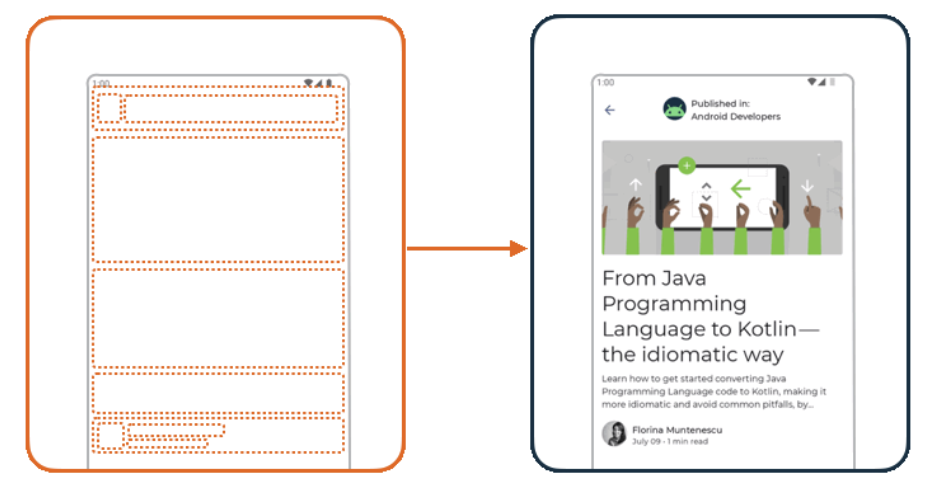 1:00
1:00
Published in:
Android Developers
From Java
Programming
Language to Kotlin—
the idiomatic way
Learn how to get started converting Java
Programming Language code to Kotlin, making it
more idiomatic and avoid common pitfalls, by...
Florina Muntenescu
July 09 - 1 min read